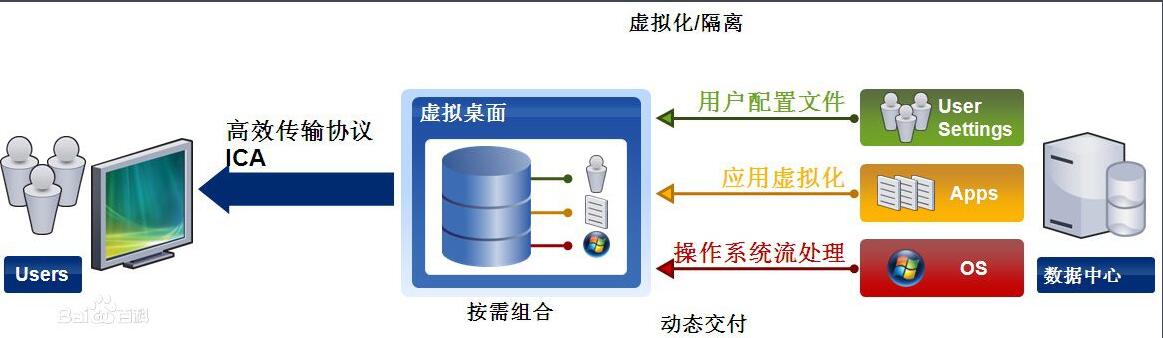 虚拟化/隔离
高效传输协议
ICA
虚拟桌面
用户配置文件
User
Settings
应用虚拟化
Apps
操作系统流处理
OS
Users
数据中心
Bai百科
按需组合
动态交付